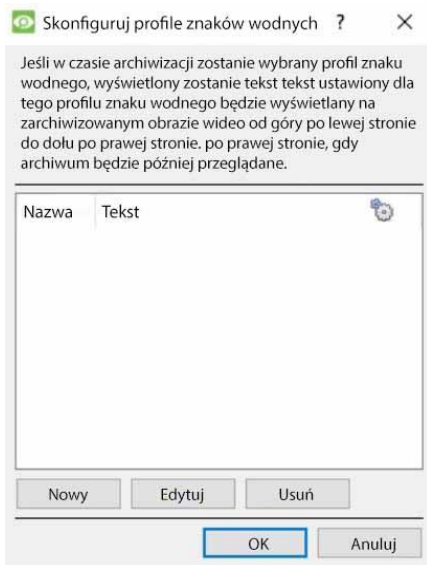 Skonfiguruj profile znaków wodnych ? ×
Jeśli w czasie archiwizacji zostanie wybrany profil znaku
wodnego, wyświetlony zostanie tekst tekst ustawiony dla
tego profilu znaku wodnego będzie wyświetlany na
zarchiwizowanym obrazie wideo od góry po lewej stronie
do dołu po prawej stronie. po prawej stronie, gdy
archiwum będzie później przeglądane.
Nazwa Tekst
Nowy Edytuj Usuń
OK Anuluj